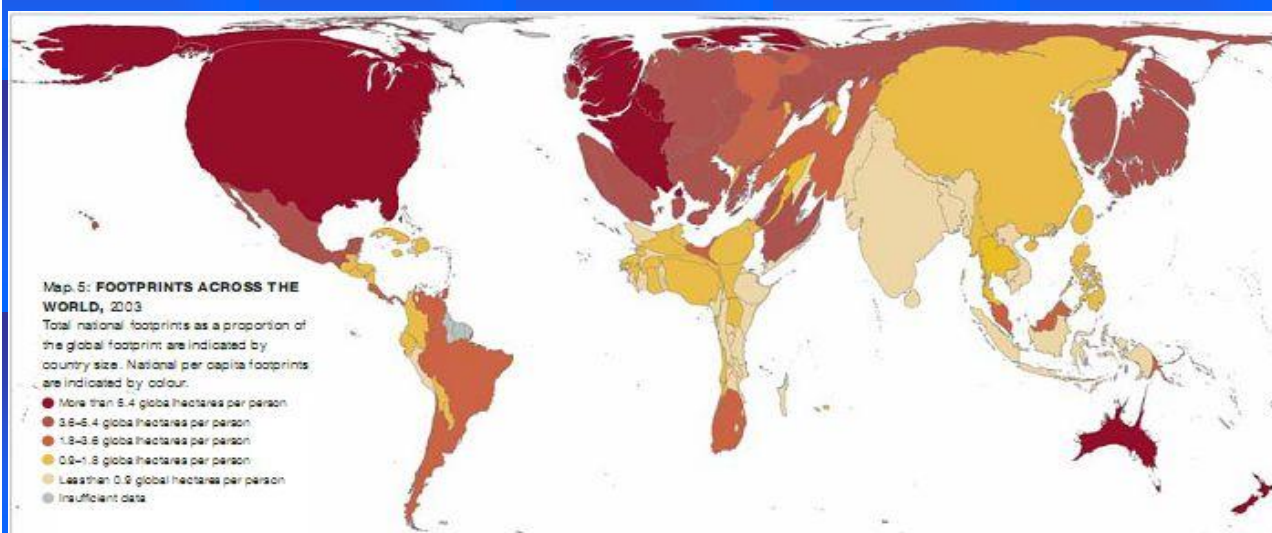 Map. 5: FOOTPRINTS ACROSS THE
WORLD, 2003
Total national footprints as a proportion of
the global footprint are indicated by
country size. National per capita footprints
are indicated by colour.
More than 5.4 global hectares per person
3.6–5.4 global hectares per person
1.8–3.6 global hectares per person
0.9–1.8 global hectares per person
Less than 0.9 global hectares per person
Insufficient data